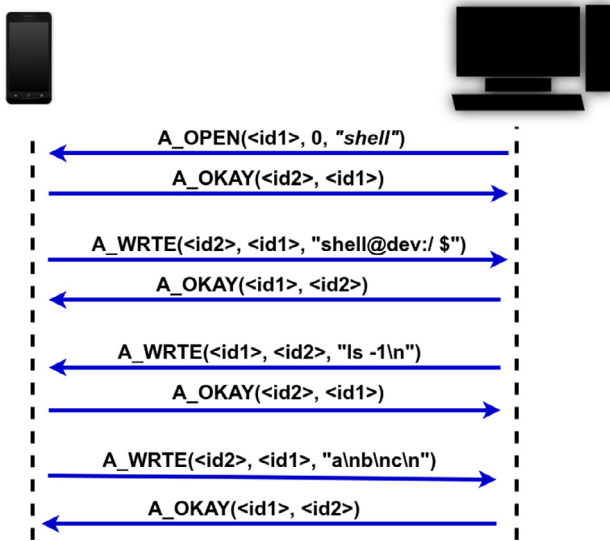 A_OPEN(<id1>, 0, "shell")
A_OKAY(<id2>, <id1>)
A_WRTE(<id2>, <id1>, "shell@dev:/ $")
A_OKAY(<id1>, <id2>)
A_WRTE(<id1>, <id2>, "ls -1\n")
A_OKAY(<id2>, <id1>)
A_WRTE(<id2>, <id1>, "a\nb\nc\n")
A_OKAY(<id1>, <id2>)